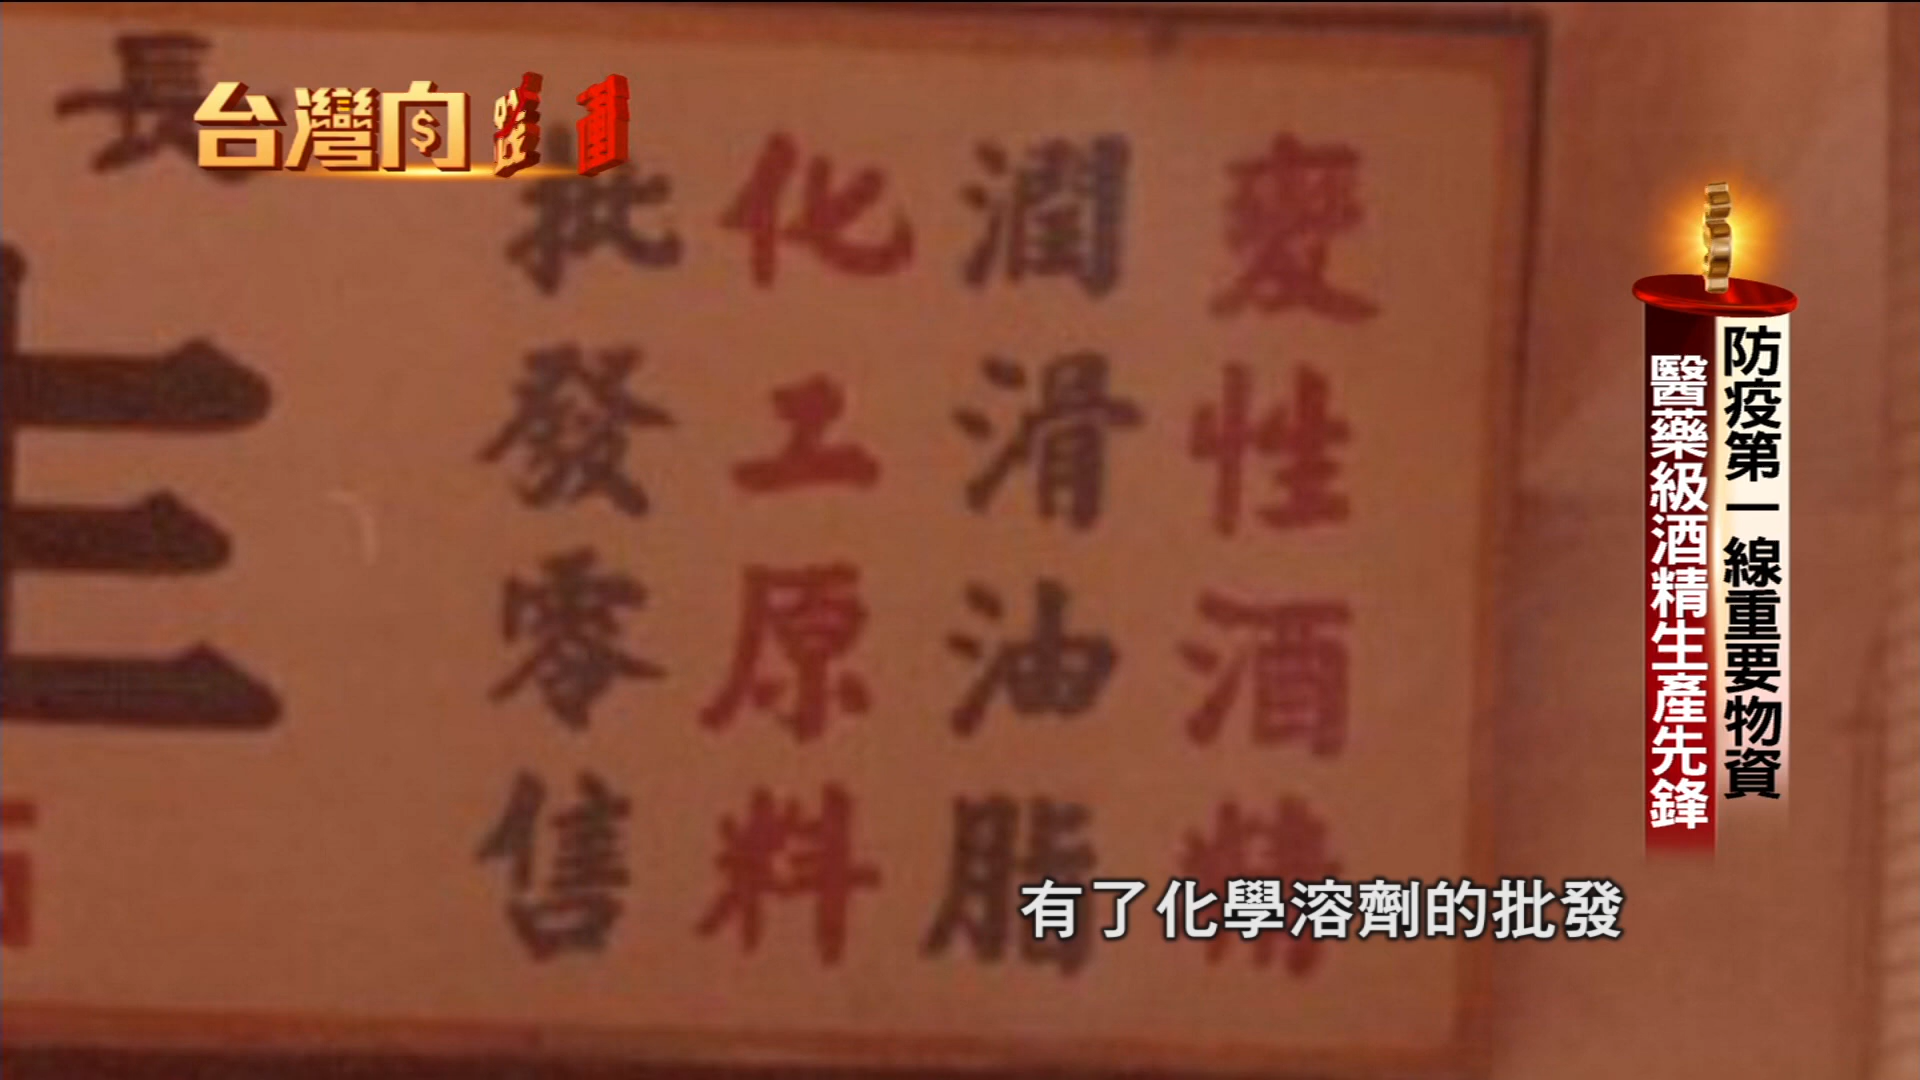 台灣向錢衝
防疫第一線重要物資
醫藥級酒精生產先鋒
變性酒精
潤滑油脂
化工原料
批發零售
長
有了化學溶劑的批發